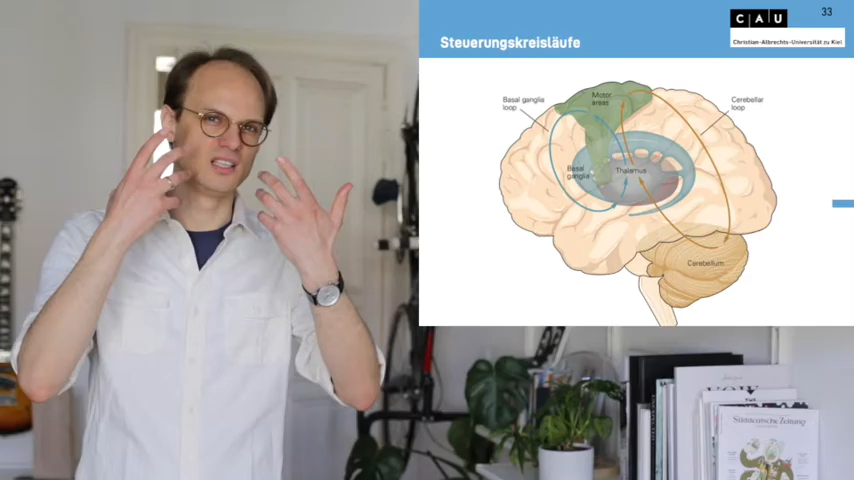 33
CAU
Christian-Albrechts-Universität zu Kiel
Steuerungskreisläufe
Basal ganglia
loop
Motor
areas
Cerebellar
loop
Basal
ganglia
Thalamus
Cerebellum
Süddeutsche Zeitung